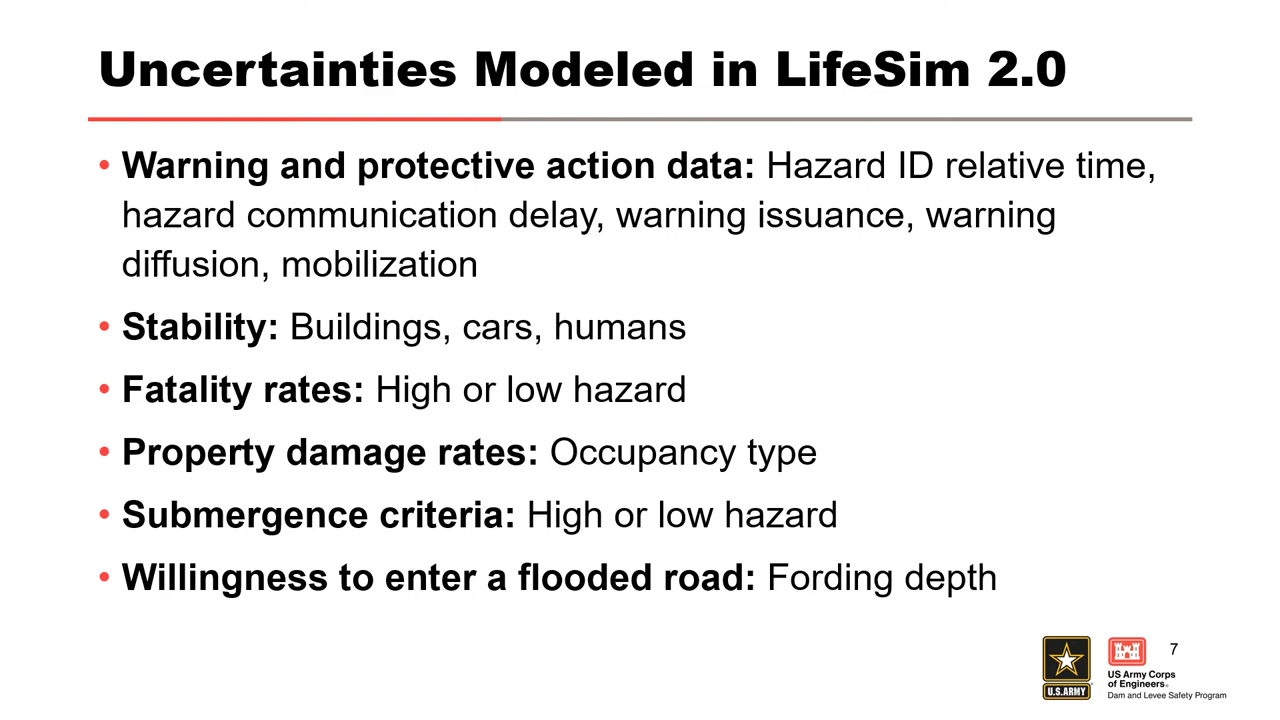 Uncertainties Modeled in LifeSim 2.0
• Warning and protective action data: Hazard ID relative time,
hazard communication delay, warning issuance, warning
diffusion, mobilization
• Stability: Buildings, cars, humans
• Fatality rates: High or low hazard
• Property damage rates: Occupancy type
• Submergence criteria: High or low hazard
• Willingness to enter a flooded road: Fording depth
7
U.S.ARMY
US Army Corps
of Engineers®
Dam and Levee Safety Program